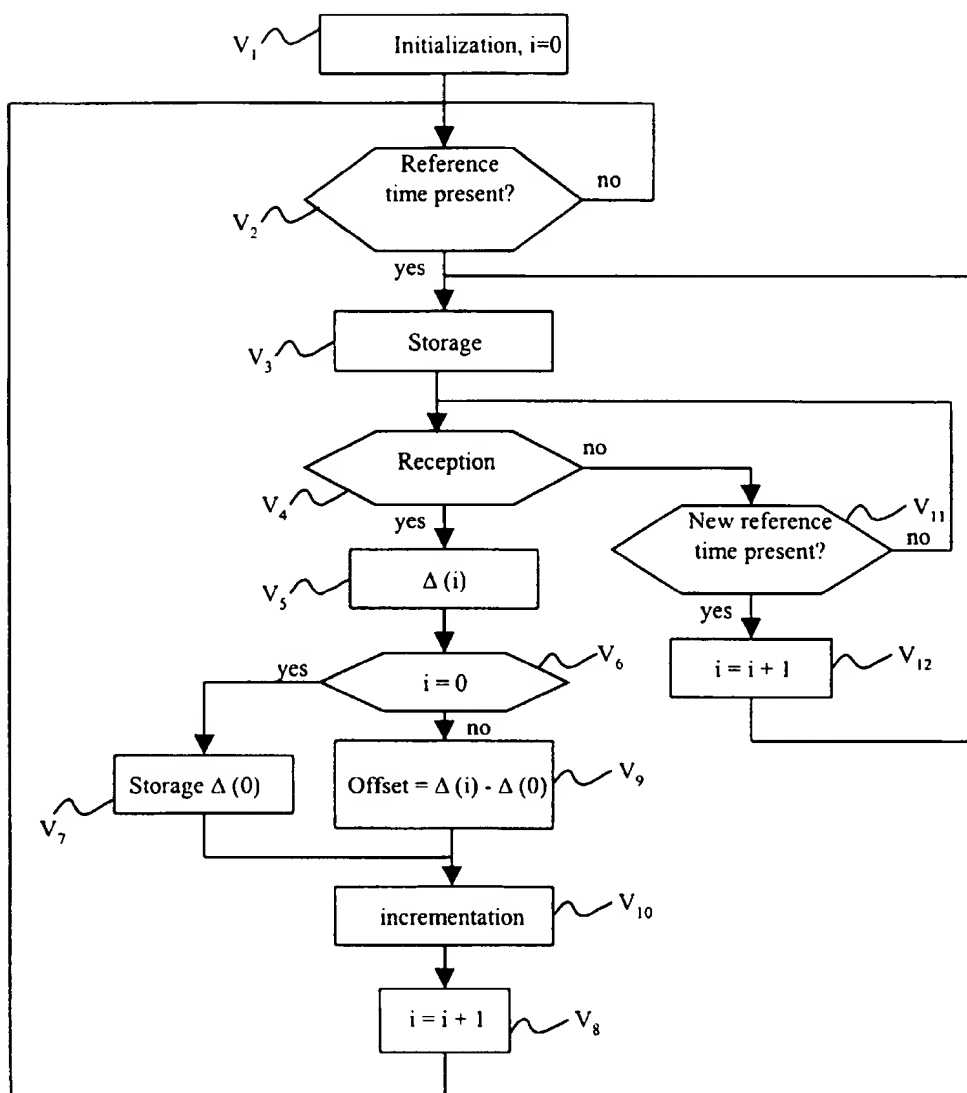 V1
Initialization, i=0
Reference
time present?
no
V2
yes
Storage
V3
Reception
no
V4
yes
New reference
time present?
V11
no
Δ (i)
V5
yes
i = i + 1
V12
V6
yes
i = 0
no
Storage Δ (0)
V7
Offset = Δ (i) - Δ (0)
V9
incrementation
V10
i = i + 1
V8